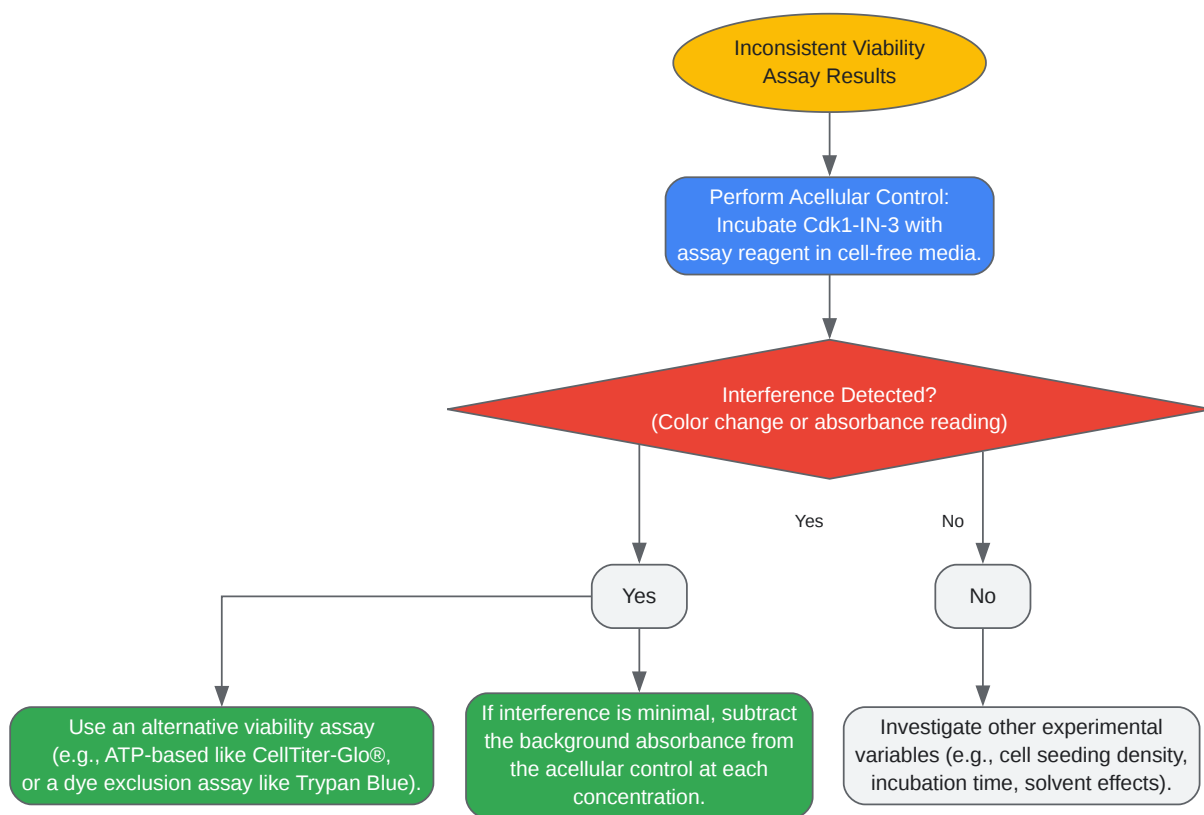 Inconsistent Viability
Assay Results
Perform Acellular Control:
Incubate Cdk1-IN-3 with
assay reagent in cell-free media.
Interference Detected?
(Color change or absorbance reading)
Yes
No
Yes
No
Use an alternative viability assay
(e.g., ATP-based like CellTiter-Glo®,
or a dye exclusion assay like Trypan Blue).
If interference is minimal, subtract
the background absorbance from
the acellular control at each
concentration.
Investigate other experimental
variables (e.g., cell seeding density,
incubation time, solvent effects).